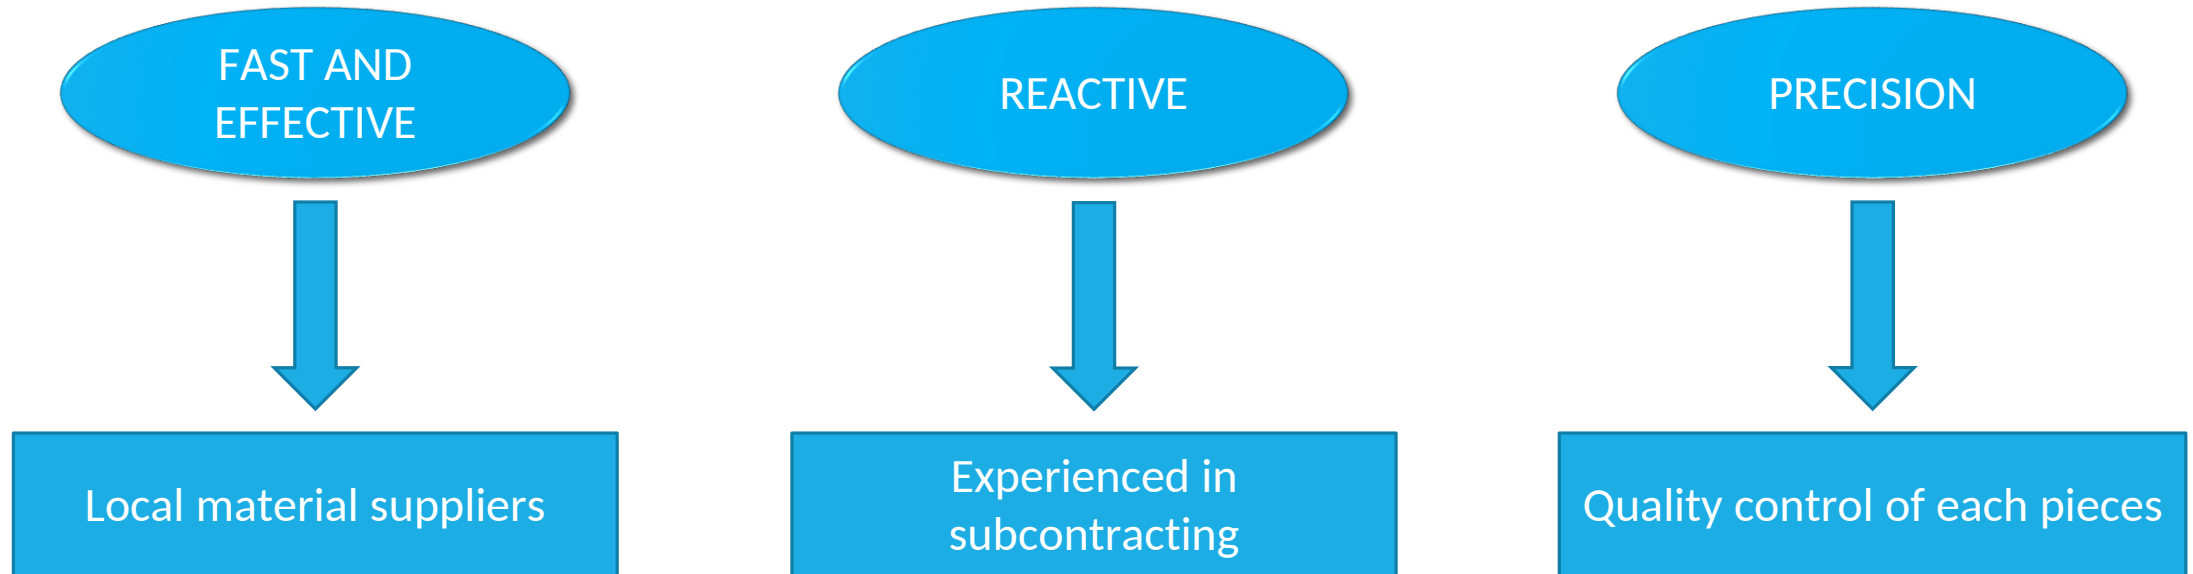 FAST AND
EFFECTIVE
REACTIVE
PRECISION
Local material suppliers
Experienced in
subcontracting
Quality control of each pieces